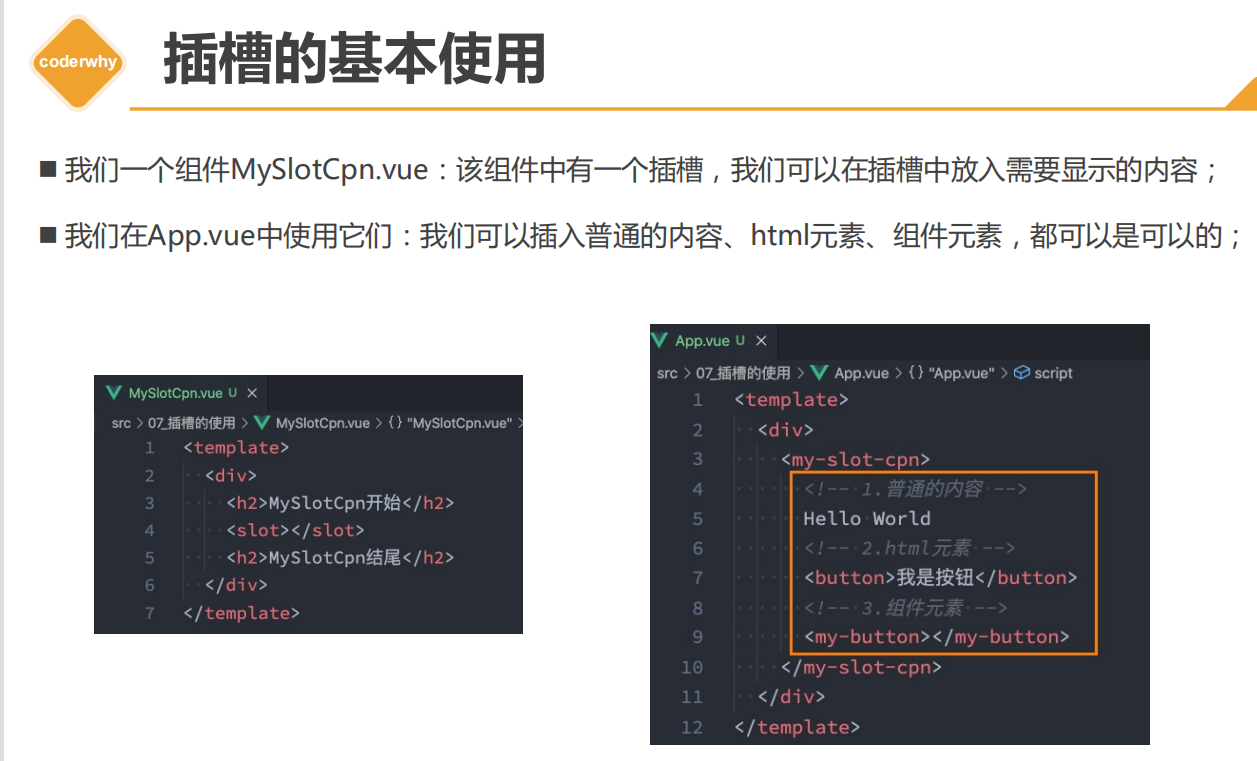 coderwhy
插槽的基本使用
我们一个组件MySlotCpn.vue：该组件中有一个插槽，我们可以在插槽中放入需要显示的内容；
我们在App.vue中使用它们：我们可以插入普通的内容、html元素、组件元素，都可以是可以的；
MySlotCpn.vue U ×
src > 07_插槽的使用 > MySlotCpn.vue > {} "MySlotCpn.vue" >
1 <template>
2 <div>
3 <h2>MySlotCpn开始</h2>
4 <slot></slot>
5 <h2>MySlotCpn结尾</h2>
6 </div>
7 </template>
App.vue U ×
src > 07_插槽的使用 > App.vue > {} "App.vue" > script
1 <template>
2 <div>
3 <my-slot-cpn>
4 <!-- 1.普通的内容 -->
5 Hello World
6 <!-- 2.html元素 -->
7 <button>我是按钮</button>
8 <!-- 3.组件元素 -->
9 <my-button></my-button>
10 </my-slot-cpn>
11 </div>
12 </template>